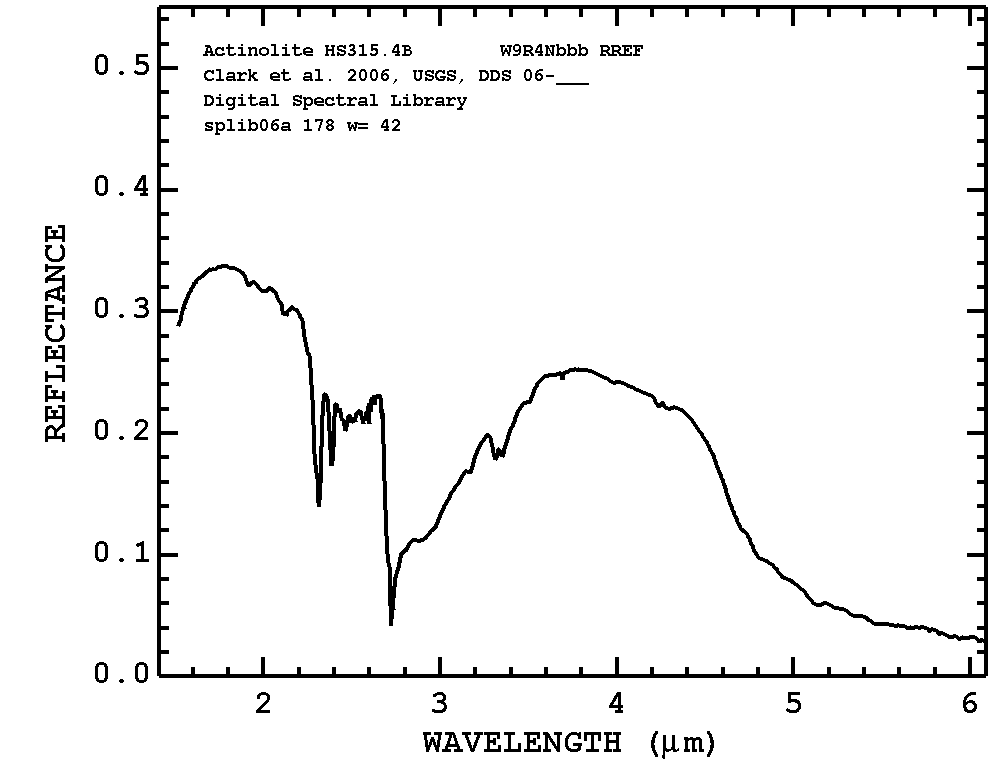 Actinolite HS315.4B W9R4Nbbb RREF
Clark et al. 2006, USGS, DDS 06-___
Digital Spectral Library
splib06a 178 w= 42
0.5
0.4
0.3
0.2
0.1
0.0
REFLECTANCE
2 3 4 5 6
WAVELENGTH (μm)